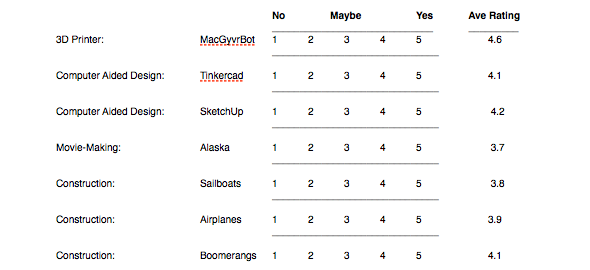 No Maybe Yes Ave Rating
3D Printer: MacGyvrBot 1 2 3 4 5 4.6
Computer Aided Design: Tinkercad 1 2 3 4 5 4.1
Computer Aided Design: SketchUp 1 2 3 4 5 4.2
Movie-Making: Alaska 1 2 3 4 5 3.7
Construction: Sailboats 1 2 3 4 5 3.8
Construction: Airplanes 1 2 3 4 5 3.9
Construction: Boomerangs 1 2 3 4 5 4.1